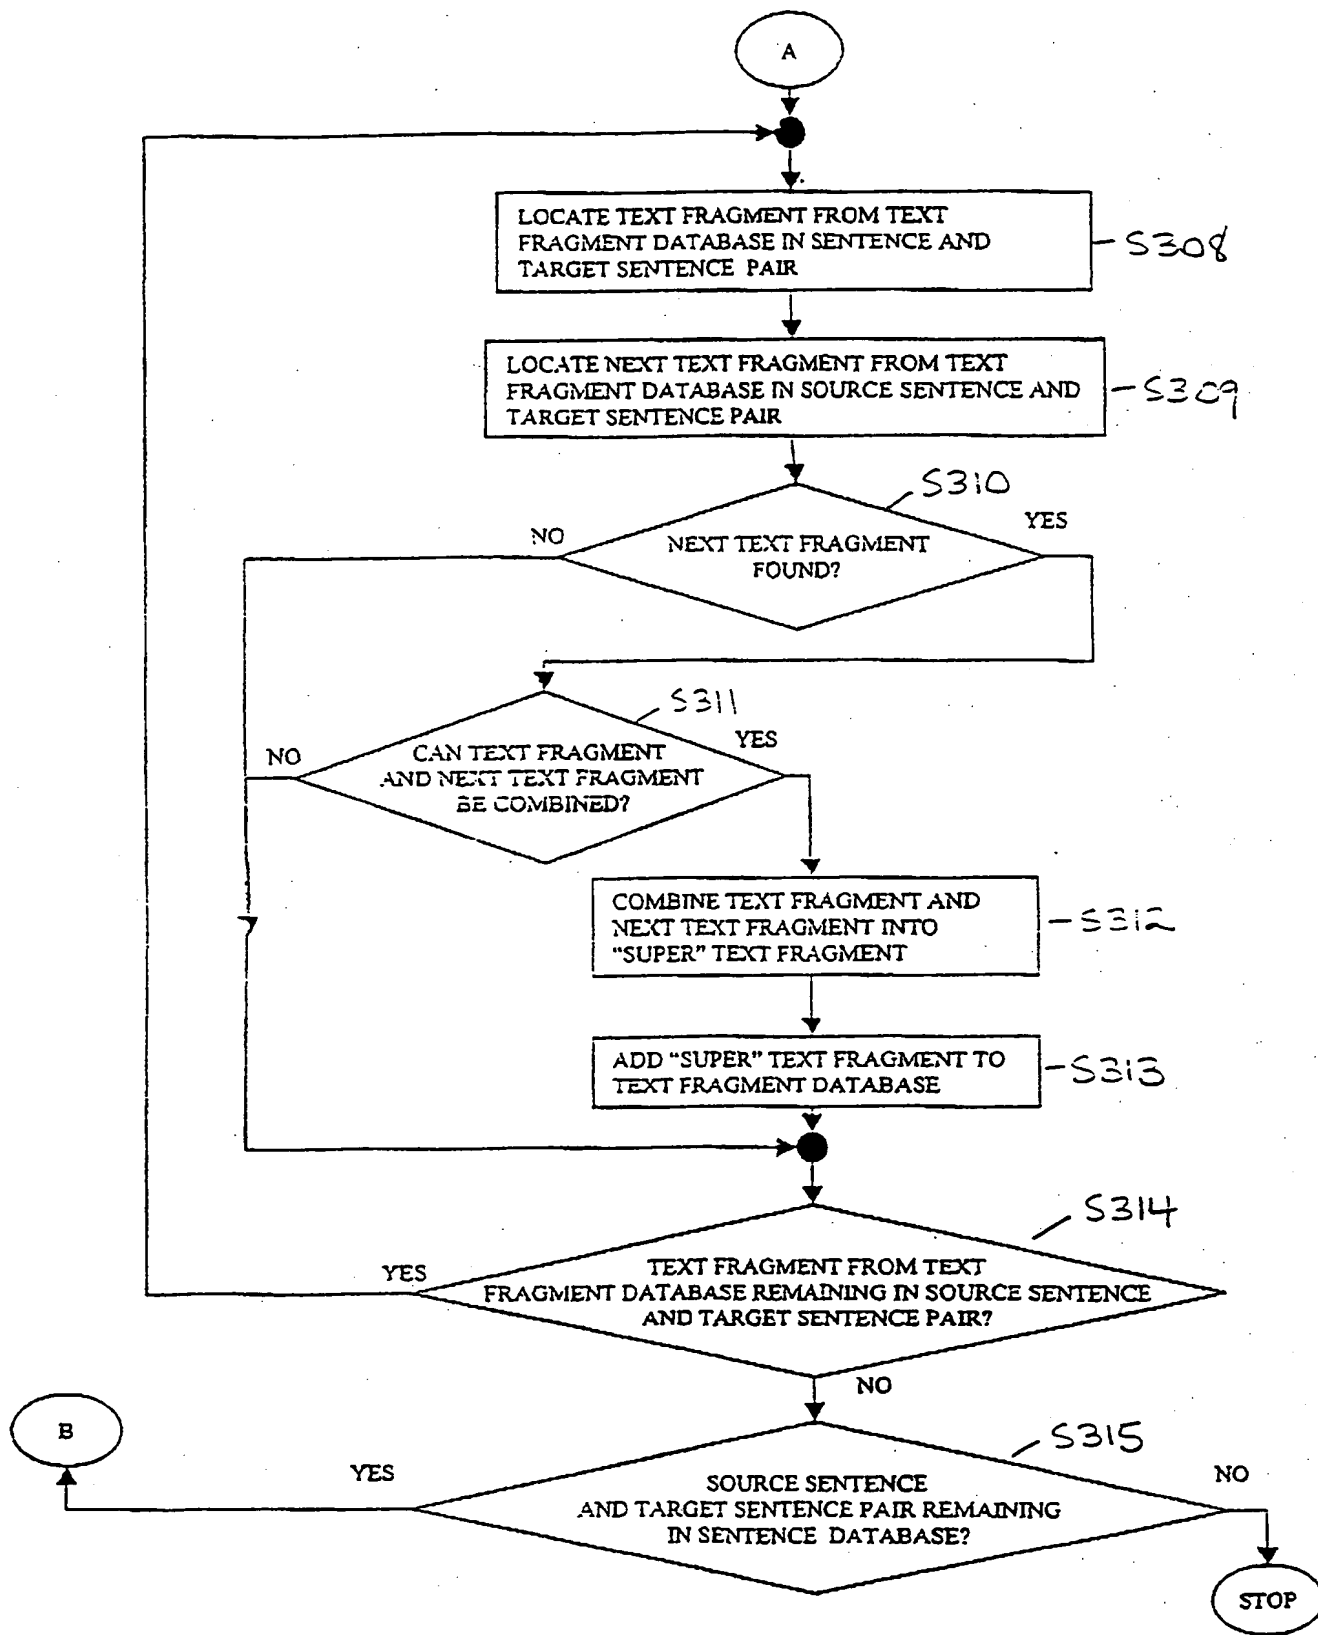 A
LOCATE TEXT FRAGMENT FROM TEXT
FRAGMENT DATABASE IN SENTENCE AND
TARGET SENTENCE PAIR
S308
LOCATE NEXT TEXT FRAGMENT FROM TEXT
FRAGMENT DATABASE IN SOURCE SENTENCE AND
TARGET SENTENCE PAIR
S309
S310
NO
YES
NEXT TEXT FRAGMENT
FOUND?
S311
NO
YES
CAN TEXT FRAGMENT
AND NEXT TEXT FRAGMENT
BE COMBINED?
COMBINE TEXT FRAGMENT AND
NEXT TEXT FRAGMENT INTO
"SUPER" TEXT FRAGMENT
S312
ADD "SUPER" TEXT FRAGMENT TO
TEXT FRAGMENT DATABASE
S313
S314
YES
TEXT FRAGMENT FROM TEXT
FRAGMENT DATABASE REMAINING IN SOURCE SENTENCE
AND TARGET SENTENCE PAIR?
NO
B
S315
YES
NO
SOURCE SENTENCE
AND TARGET SENTENCE PAIR REMAINING
IN SENTENCE DATABASE?
STOP